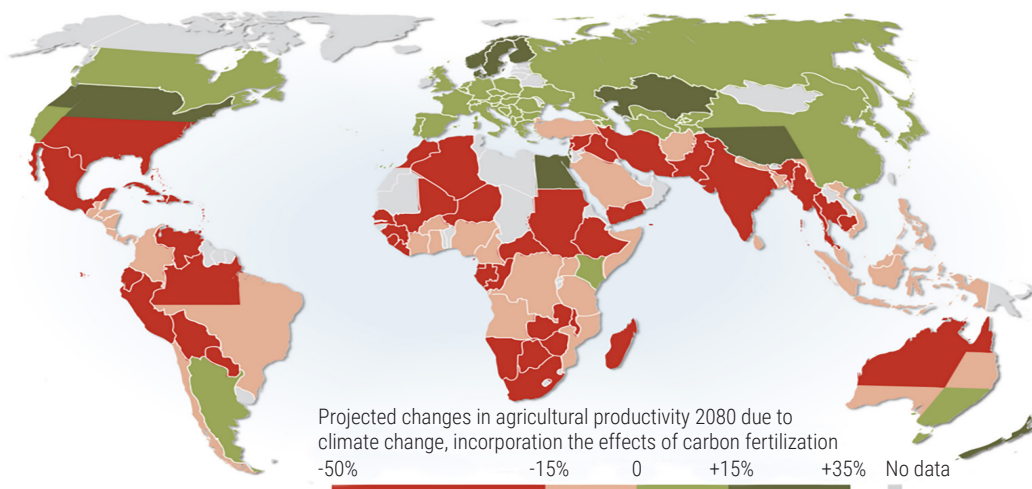 Projected changes in agricultural productivity 2080 due to
climate change, incorporation the effects of carbon fertilization
-50% -15% 0 +15% +35% No data